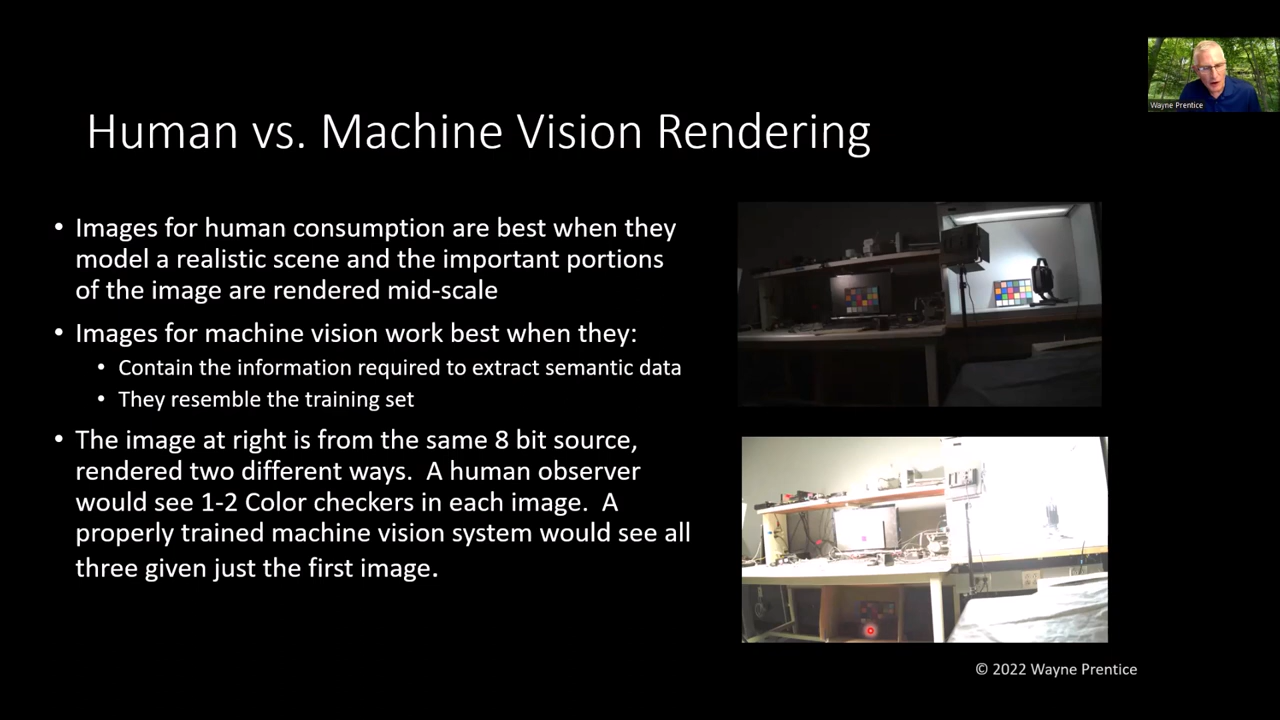 Wayne Prentice
Human vs. Machine Vision Rendering
• Images for human consumption are best when they
model a realistic scene and the important portions
of the image are rendered mid-scale
• Images for machine vision work best when they:
• Contain the information required to extract semantic data
• They resemble the training set
• The image at right is from the same 8 bit source,
rendered two different ways.  A human observer
would see 1-2 Color checkers in each image.  A
properly trained machine vision system would see all
three given just the first image.
© 2022 Wayne Prentice